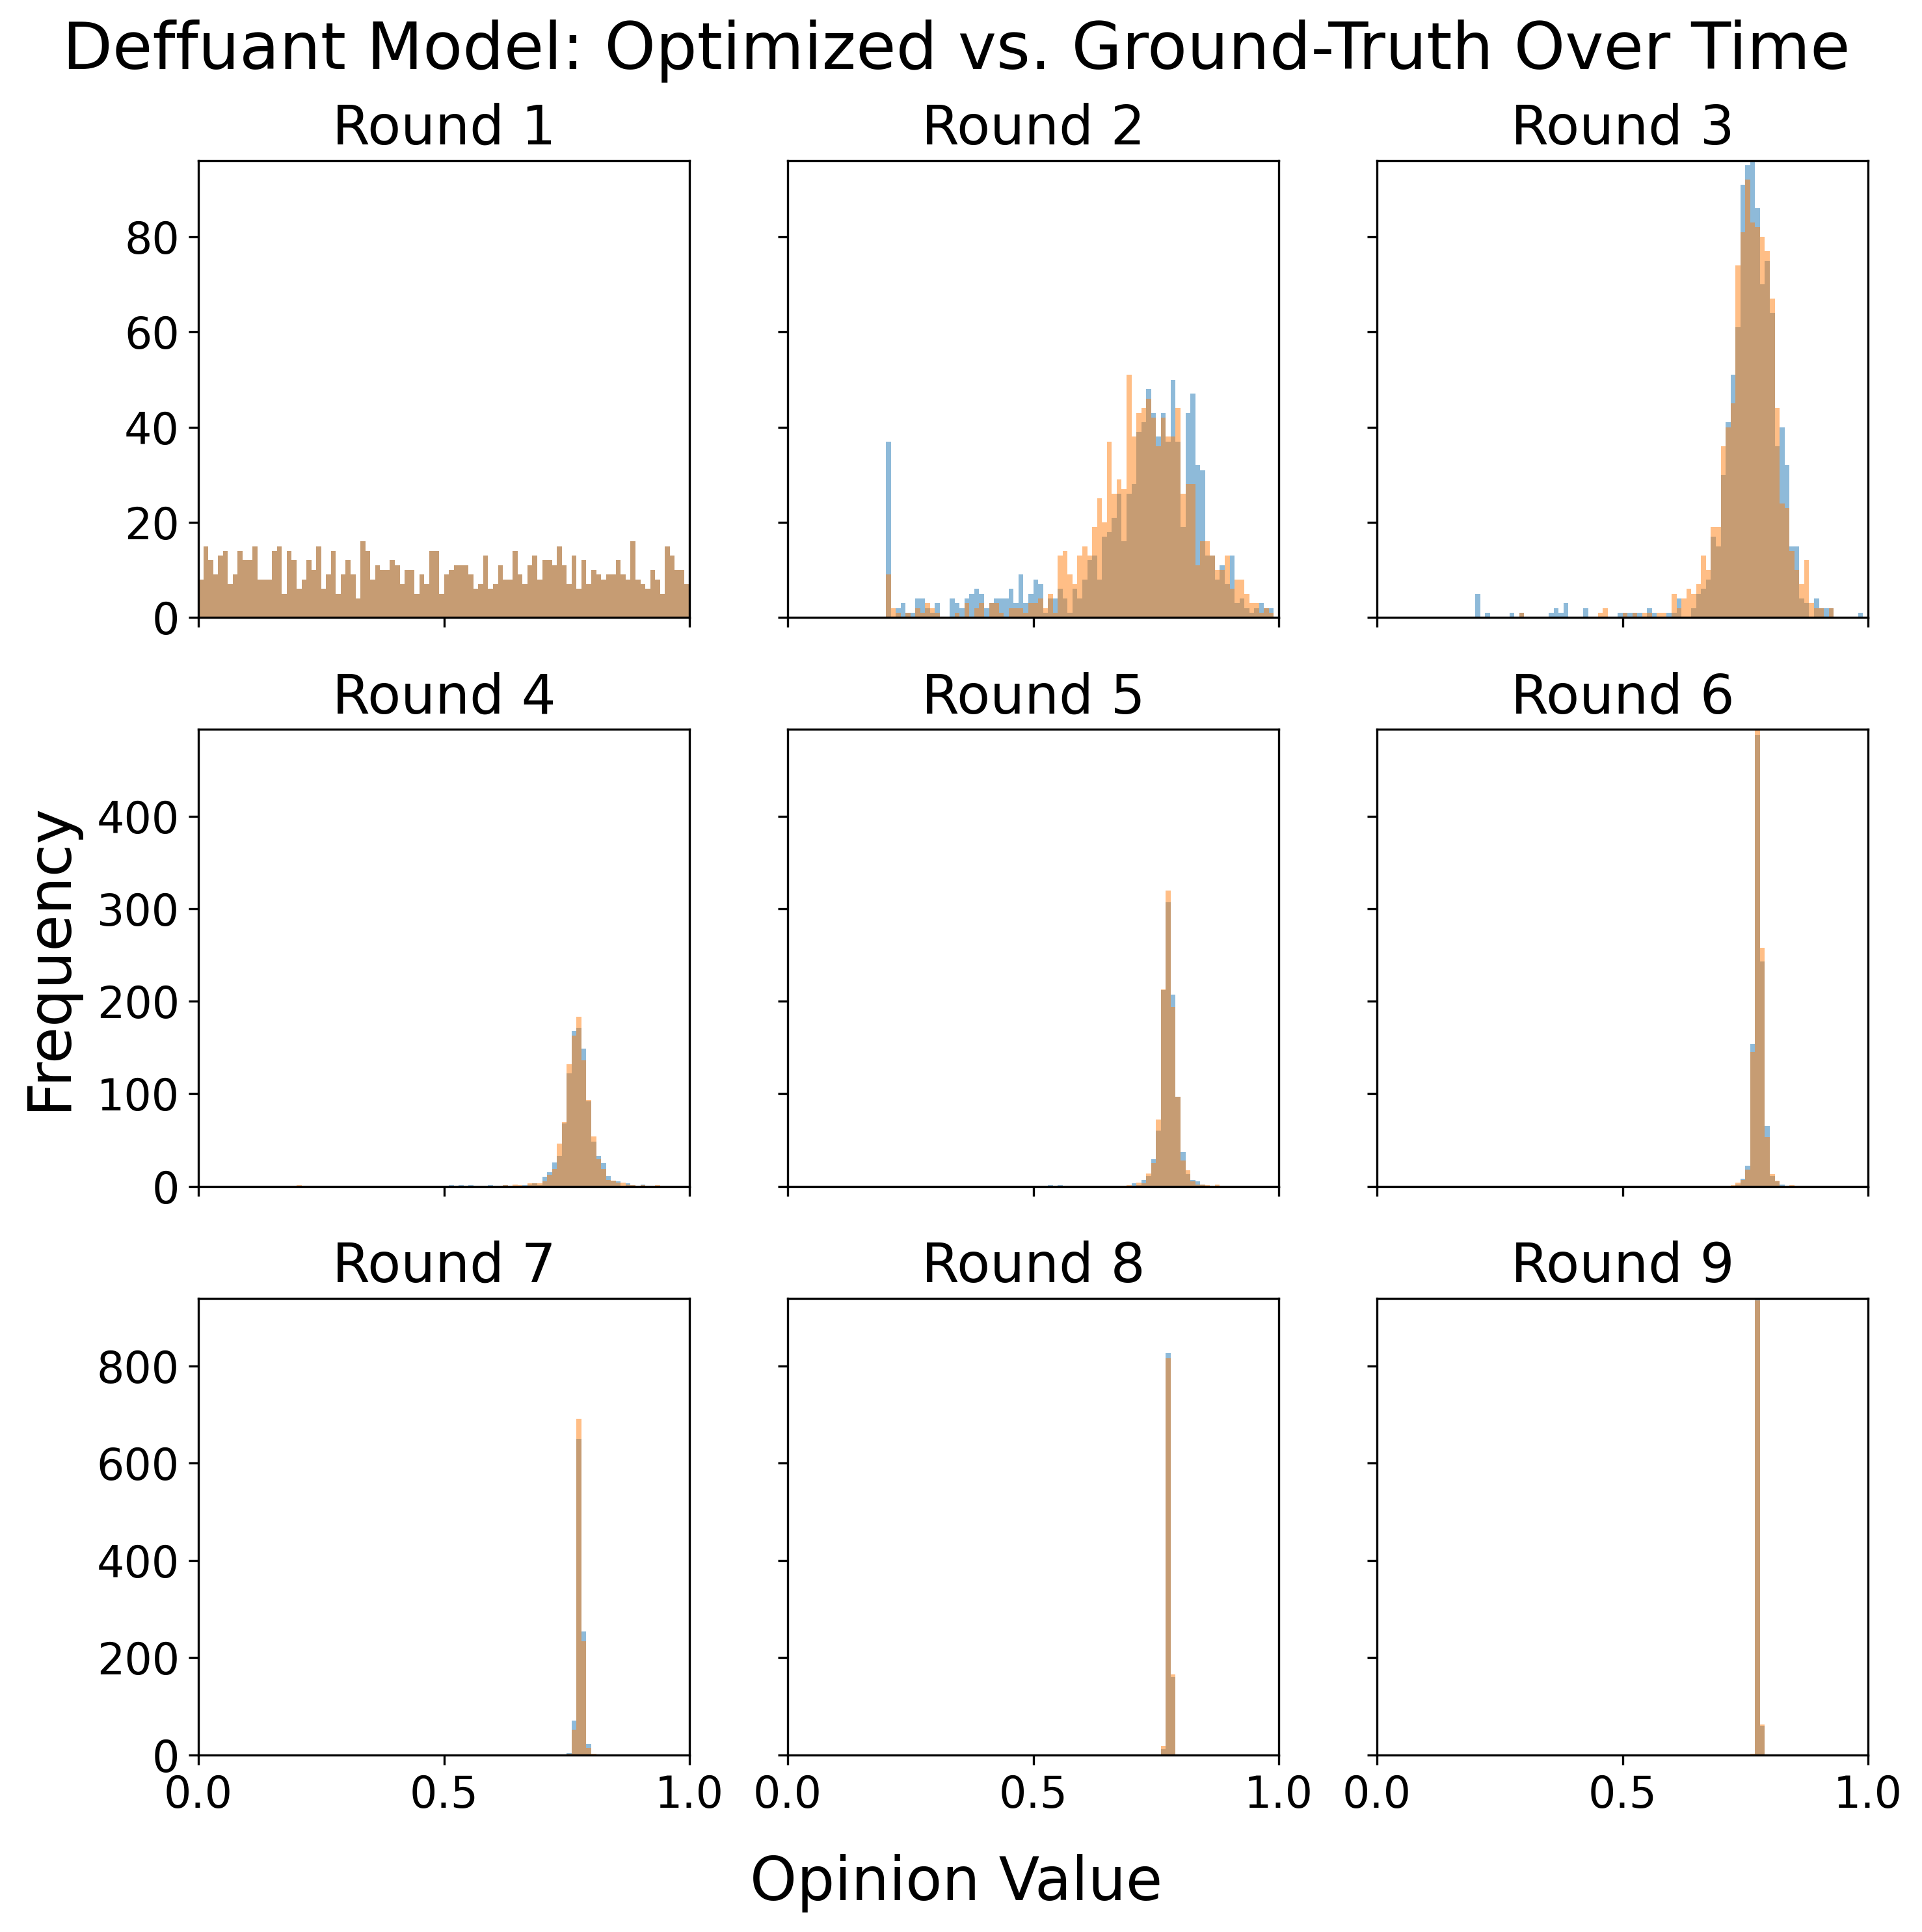 Deffuant Model: Optimized vs. Ground-Truth Over Time
Round 1
Round 2
Round 3
80
60
40
20
0
Round 4
Round 5
Round 6
Frequency
400
300
200
100
0
Round 7
Round 8
Round 9
800
600
400
200
0
0.0 0.5 1.0
0.0 0.5 1.0
0.0 0.5 1.0
Opinion Value